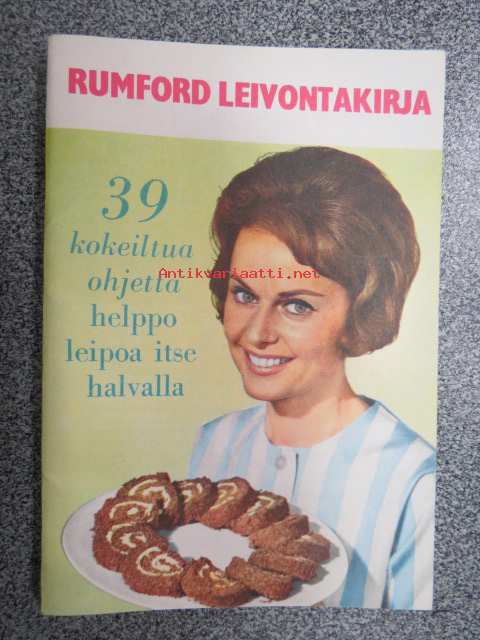 RUMFORD LEIVONTAKIRJA
39
kokeiltua
ohjetta
Antikvariaatti.net
helppo
leipoa itse
halvalla